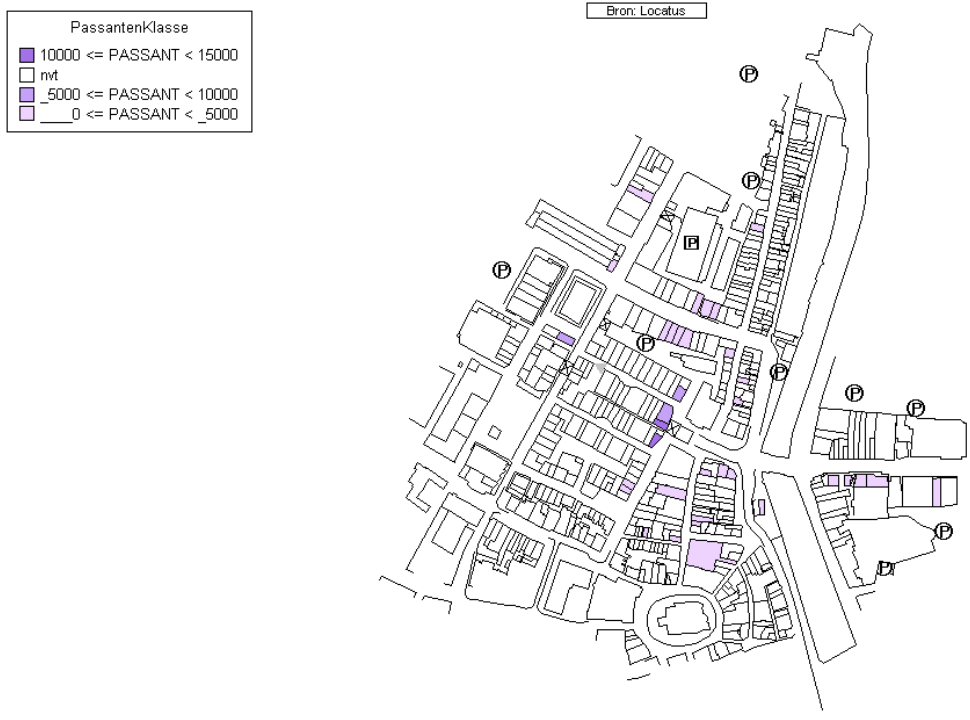 Bron: Locatus
PassantenKlasse
10000 <= PASSANT < 15000
nvt
_5000 <= PASSANT < 10000
____0 <= PASSANT < _5000
P
P
P
P
P
P
P
P
P
P